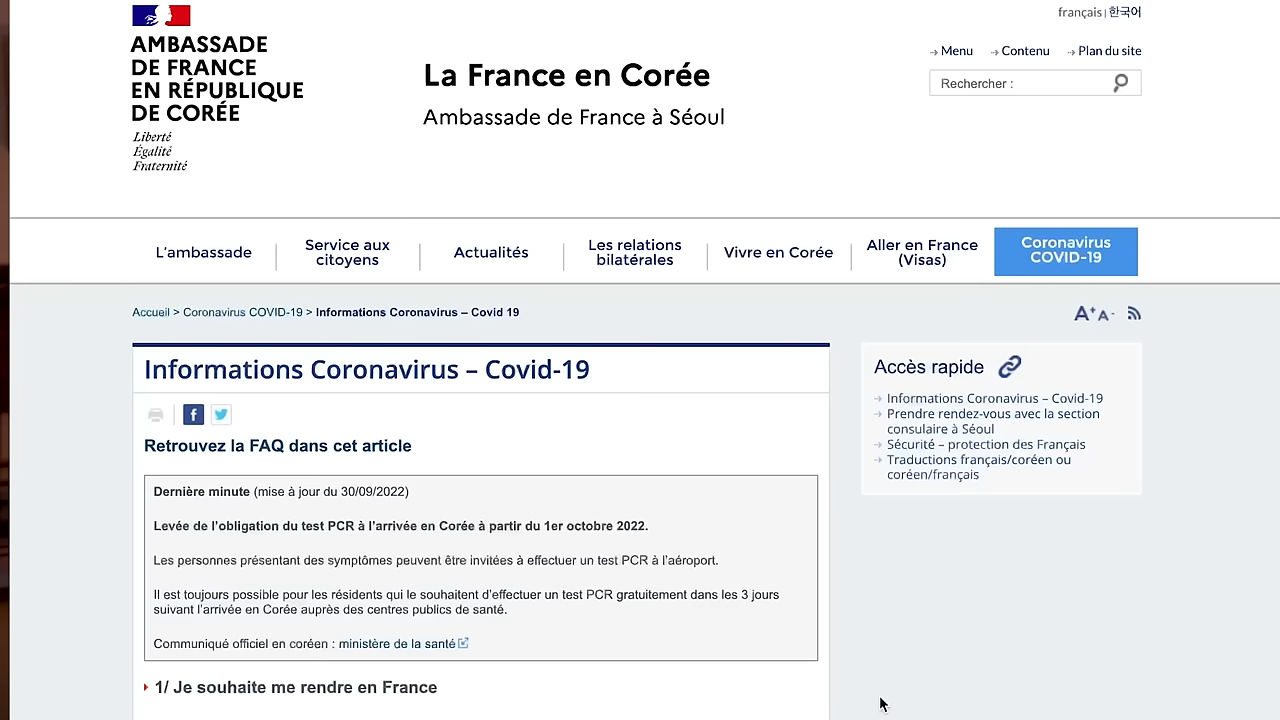 français | 한국어
AMBASSADE
DE FRANCE
EN RÉPUBLIQUE
DE CORÉE
Liberté
Égalité
Fraternité
La France en Corée
Ambassade de France à Séoul
Menu Contenu Plan du site
Rechercher :
L'ambassade
Service aux
citoyens
Actualités
Les relations
bilatérales
Vivre en Corée
Aller en France
(Visas)
Coronavirus
COVID-19
Accueil > Coronavirus COVID-19 > Informations Coronavirus – Covid 19
A+ A-
Informations Coronavirus – Covid-19
Retrouvez la FAQ dans cet article
Dernière minute (mise à jour du 30/09/2022)
Levée de l'obligation du test PCR à l'arrivée en Corée à partir du 1er octobre 2022.
Les personnes présentant des symptômes peuvent être invitées à effectuer un test PCR à l'aéroport.
Il est toujours possible pour les résidents qui le souhaitent d'effectuer un test PCR gratuitement dans les 3 jours
suivant l'arrivée en Corée auprès des centres publics de santé.
Communiqué officiel en coréen : ministère de la santé
1/ Je souhaite me rendre en France
Accès rapide
Informations Coronavirus – Covid-19
Prendre rendez-vous avec la section
consulaire à Séoul
Sécurité – protection des Français
Traductions français/coréen ou
coréen/français